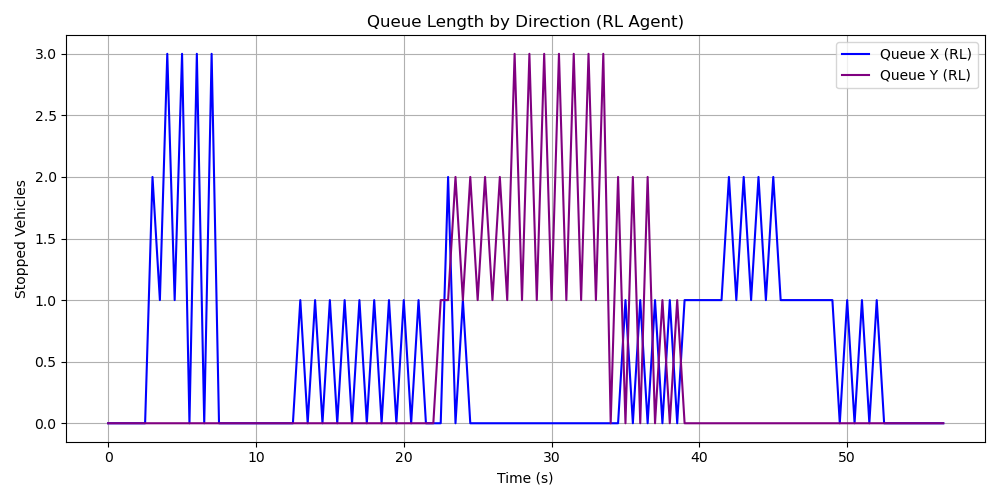 Queue Length by Direction (RL Agent)
Queue X (RL)
Queue Y (RL)
3.0
2.5
2.0
1.5
1.0
0.5
0.0
Stopped Vehicles
0 10 20 30 40 50
Time (s)